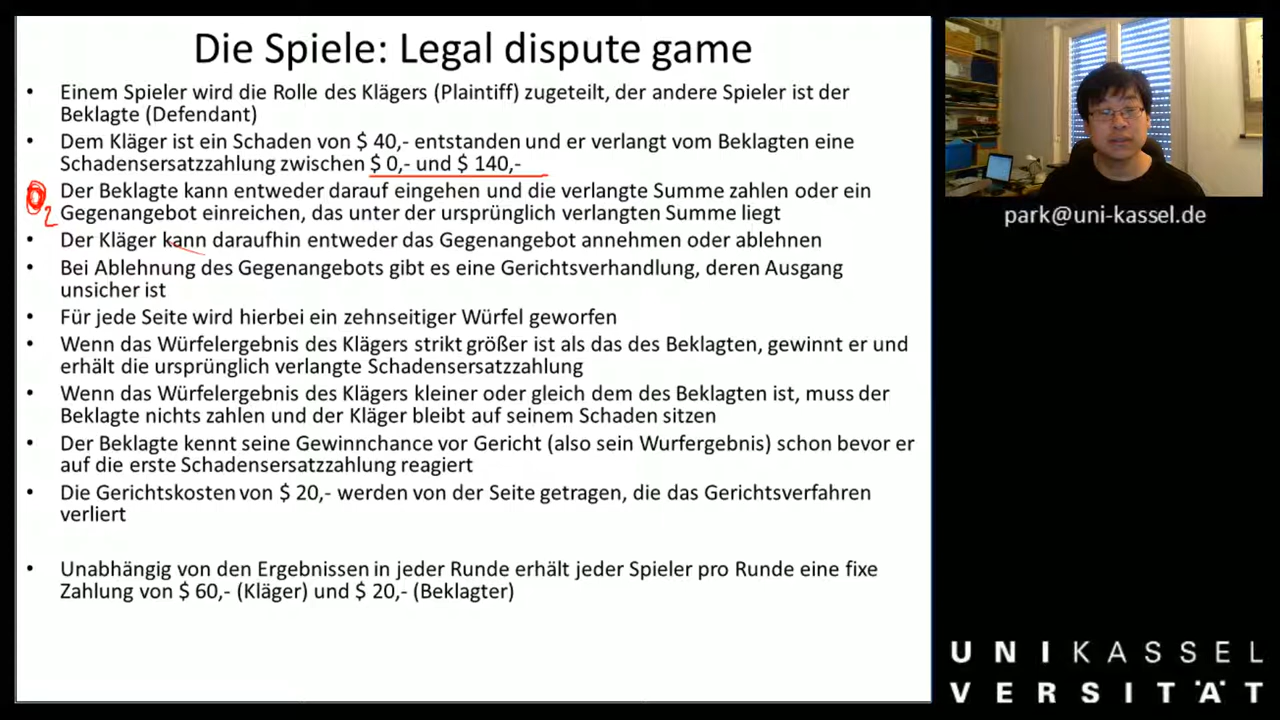 Die Spiele: Legal dispute game
• Einem Spieler wird die Rolle des Klägers (Plaintiff) zugeteilt, der andere Spieler ist der
Beklagte (Defendant)
• Dem Kläger ist ein Schaden von $ 40,- entstanden und er verlangt vom Beklagten eine
Schadensersatzzahlung zwischen $ 0,- und $ 140,-
• Der Beklagte kann entweder darauf eingehen und die verlangte Summe zahlen oder ein
2 Gegenangebot einreichen, das unter der ursprünglich verlangten Summe liegt
• Der Kläger kann daraufhin entweder das Gegenangebot annehmen oder ablehnen
• Bei Ablehnung des Gegenangebots gibt es eine Gerichtsverhandlung, deren Ausgang
unsicher ist
• Für jede Seite wird hierbei ein zehnseitiger Würfel geworfen
• Wenn das Würfelergebnis des Klägers strikt größer ist als das des Beklagten, gewinnt er und
erhält die ursprünglich verlangte Schadensersatzzahlung
• Wenn das Würfelergebnis des Klägers kleiner oder gleich dem des Beklagten ist, muss der
Beklagte nichts zahlen und der Kläger bleibt auf seinem Schaden sitzen
• Der Beklagte kennt seine Gewinnchance vor Gericht (also sein Wurfergebnis) schon bevor er
auf die erste Schadensersatzzahlung reagiert
• Die Gerichtskosten von $ 20,- werden von der Seite getragen, die das Gerichtsverfahren
verliert
• Unabhängig von den Ergebnissen in jeder Runde erhält jeder Spieler pro Runde eine fixe
Zahlung von $ 60,- (Kläger) und $ 20,- (Beklagter)
park@uni-kassel.de
UNIKASSEL
VERSITÄT